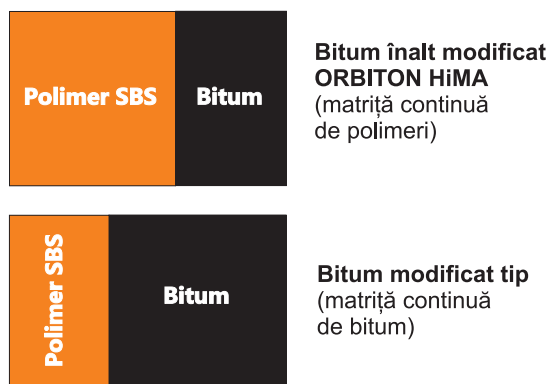 Polimer SBS
Bitum
Bitum înalt modificat
ORBITON HiMA
(matriță continuă
de polimeri)
Polimer SBS
Bitum
Bitum modificat tip
(matriță continuă
de bitum)